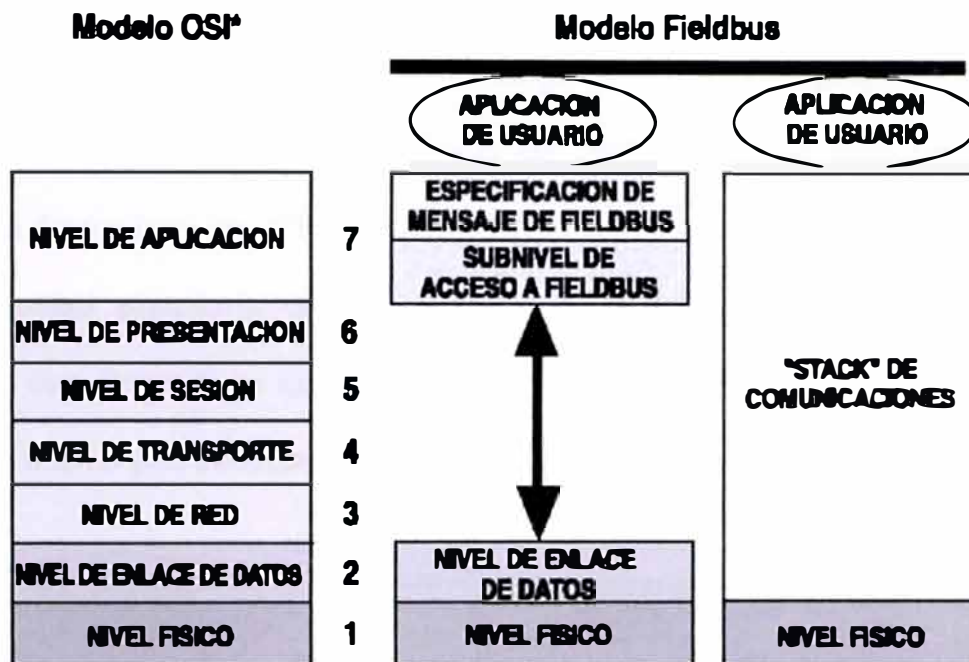 Modelo OSI*
Modelo Fieldbus
APLICACION
DE USUARIO
APLICACION
DE USUARIO
NIVEL DE APLICACION
7
ESPECIFICACION DE
MENSAJE DE FIELDBUS
SUBNIVEL DE
ACCESO A FIELDBUS
NIVEL DE PRESENTACION
6
NIVEL DE SESION
5
"STACK" DE
COMUNICACIONES
NIVEL DE TRANSPORTE
4
NIVEL DE RED
3
NIVEL DE ENLACE DE DATOS
2
NIVEL DE ENLACE
DE DATOS
NIVEL FISICO
1
NIVEL FISICO
NIVEL FISICO